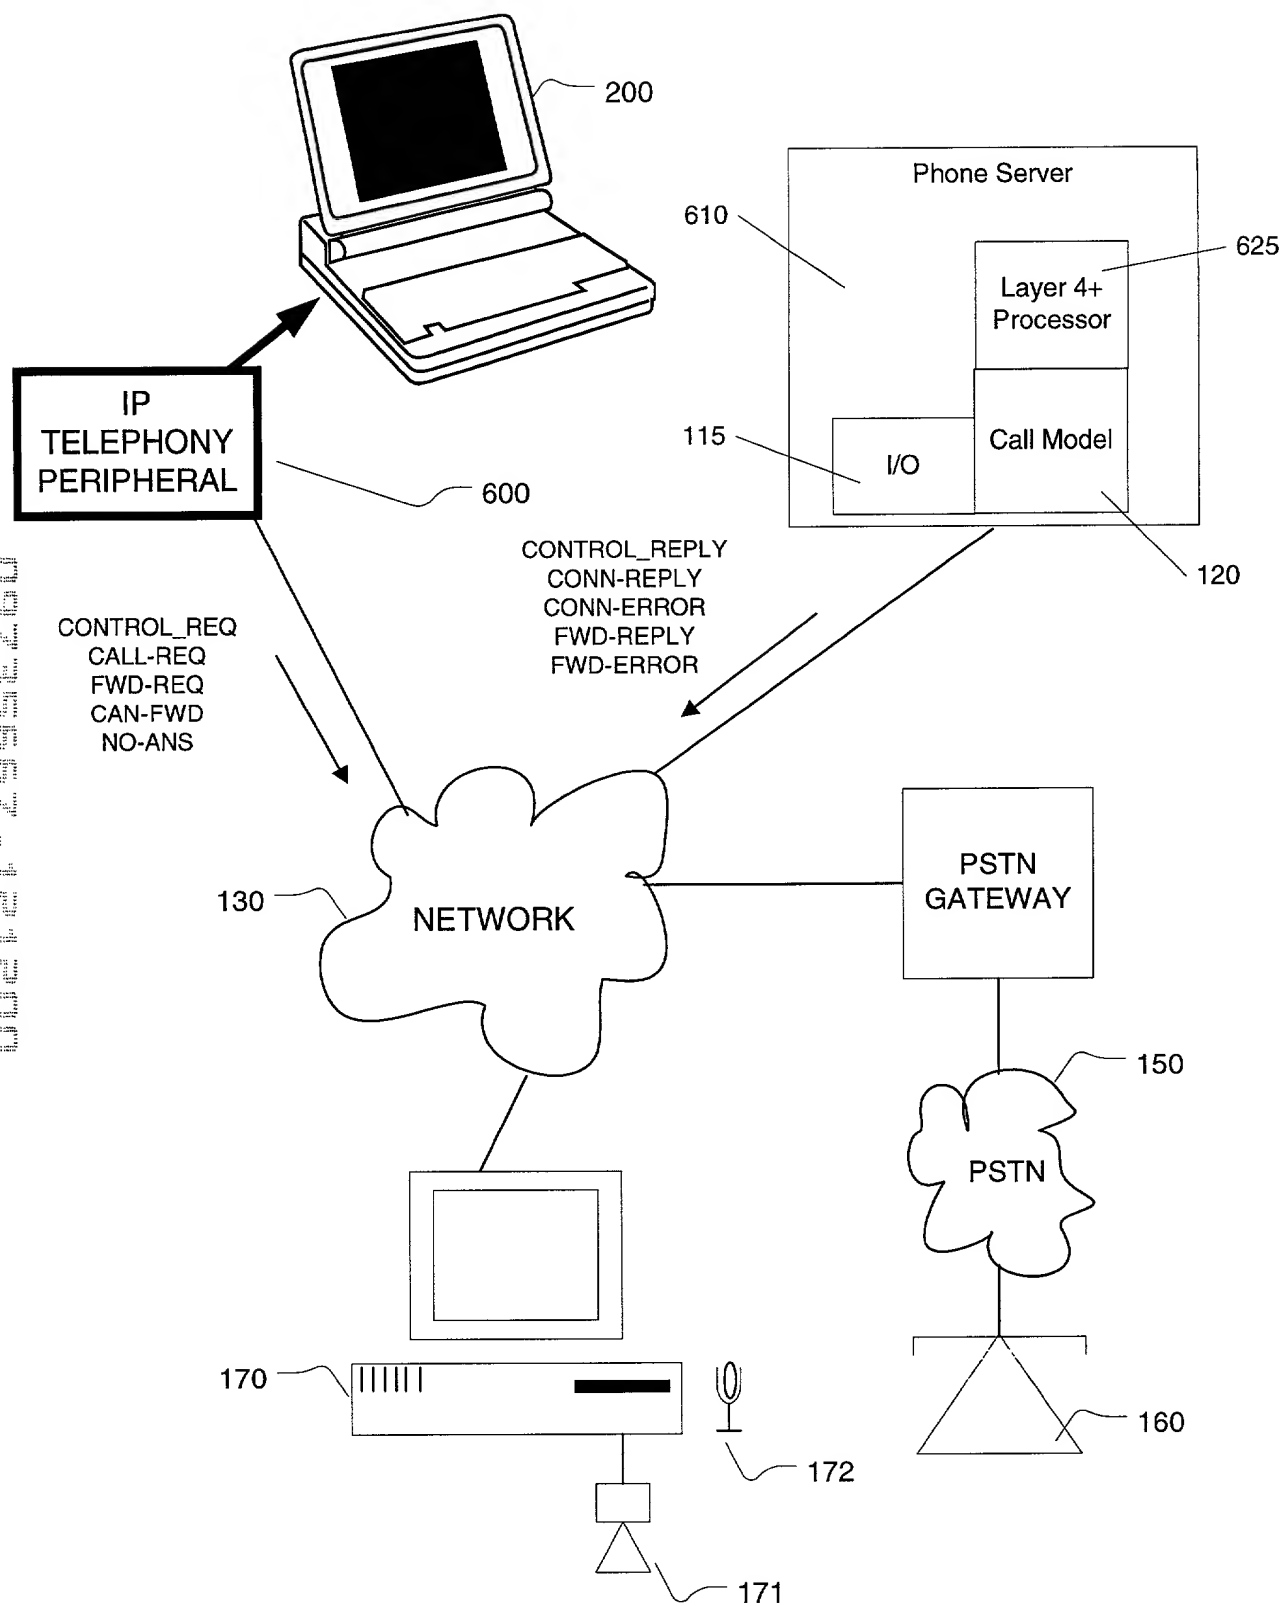 200
Phone Server
610
625
Layer 4+
Processor
IP
TELEPHONY
PERIPHERAL
115
I/O
Call Model
600
120
CONTROL_REPLY
CONN-REPLY
CONN-ERROR
FWD-REPLY
FWD-ERROR
CONTROL_REQ
CALL-REQ
FWD-REQ
CAN-FWD
NO-ANS
PSTN
GATEWAY
130
NETWORK
150
PSTN
170
160
172
171